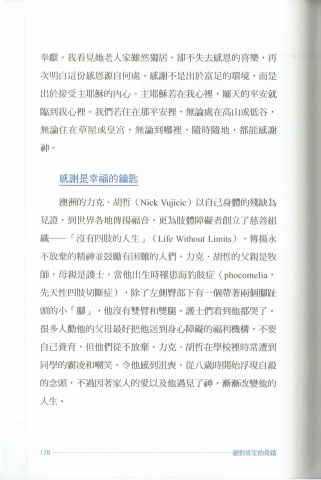 奉獻。我看見她老人家雖然獨居,卻不失去感恩的喜樂,再
次明白這份感恩源自何處。感謝不是出於富足的環境,而是
出於接受主耶穌的內心。主耶穌若在我心裡,屬天的平安就
臨到我心裡。我們若住在那平安裡,無論處在高山或低谷,
無論住在草屋或皇宮,無論到哪裡,隨時隨地,都能感謝
神。
感謝是幸福的鑰匙
澳洲的力克.胡哲(Nick Vujicic)以自己身體的殘缺為
見證,到世界各地傳揚福音,更為肢體障礙者創立了慈善組
織——「沒有四肢的人生」(Life Without Limits),傳揚永
不放棄的精神並鼓勵有困難的人們。力克.胡哲的父親是牧
師,母親是護士,當他出生時罹患海豹肢症(phocomelia,
先天性四肢切斷症),除了左側臀部下有一個帶著兩個腳趾
頭的小「腳」,他沒有雙臂和雙腿。護士們看到他都哭了,
很多人勸他的父母最好把他送到身心障礙的福利機構,不要
自己養育,但他們從不放棄。力克.胡哲在學校裡時常遭到
同學的霸凌和嘲笑,令他感到沮喪,從八歲時開始浮現自殺
的念頭,不過因著家人的愛以及他遇見了神,漸漸改變他的
人生。
178
絕對肯定的奇蹟